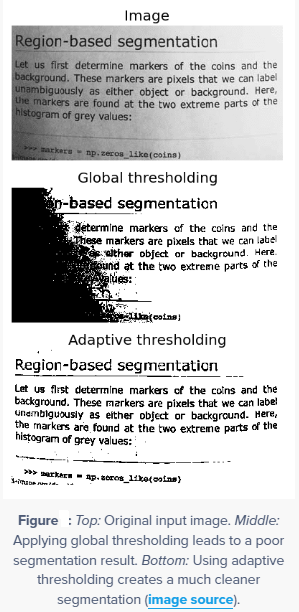 Image
Region-based segmentation
Let us first determine markers of the coins and the
background. These markers are pixels that we can label
unambiguously as either object or background. Here,
the markers are found at the two extreme parts of the
histogram of grey values:
>>> markers = np.zeros_like(coins)
Global thresholding
n-based segmentation
determine markers of the coins and the
These markers are pixels that we can label
as either object or background. Here,
found at the two extreme parts of the
values:
like(coins)
Adaptive thresholding
Region-based segmentation
Let us first determine markers of the coins and the
background. These markers are pixels that we can label
unambiguously as either object or background. Here,
the markers are found at the two extreme parts of the
histogram of grey values:
>>> markers = np.zeros_like(coins)
Figure : Top: Original input image. Middle:
Applying global thresholding leads to a poor
segmentation result. Bottom: Using adaptive
thresholding creates a much cleaner
segmentation (image source).